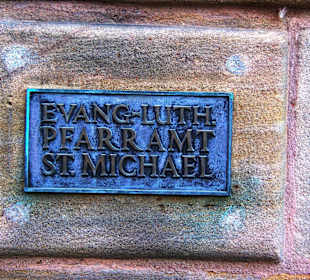 EVANG-LUTH.
PFARRAMT
ST. MICHAEL